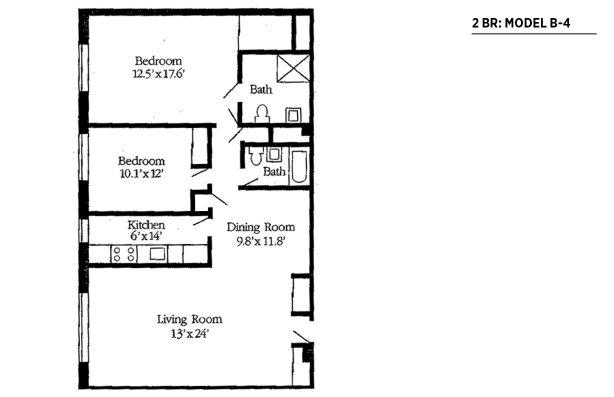 2 BR: MODEL B-4
Bedroom
12.5' x 17.6'
Bath
Bedroom
10.1' x 12'
Bath
Kitchen
6' x 14'
Dining Room
9.8' x 11.8'
Living Room
13' x 24'